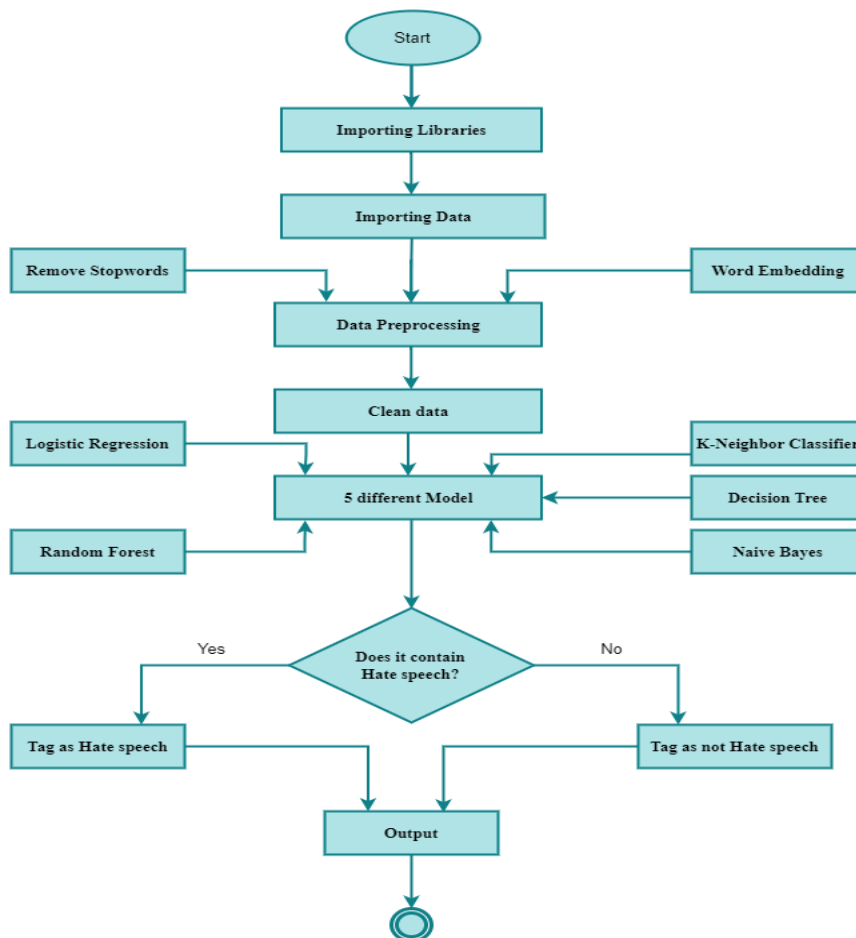 Start
Importing Libraries
Importing Data
Remove Stopwords
Word Embedding
Data Preprocessing
Clean data
Logistic Regression
K-Neighbor Classifier
5 different Model
Decision Tree
Random Forest
Naive Bayes
Does it contain
Hate speech?
Yes
No
Tag as Hate speech
Tag as not Hate speech
Output